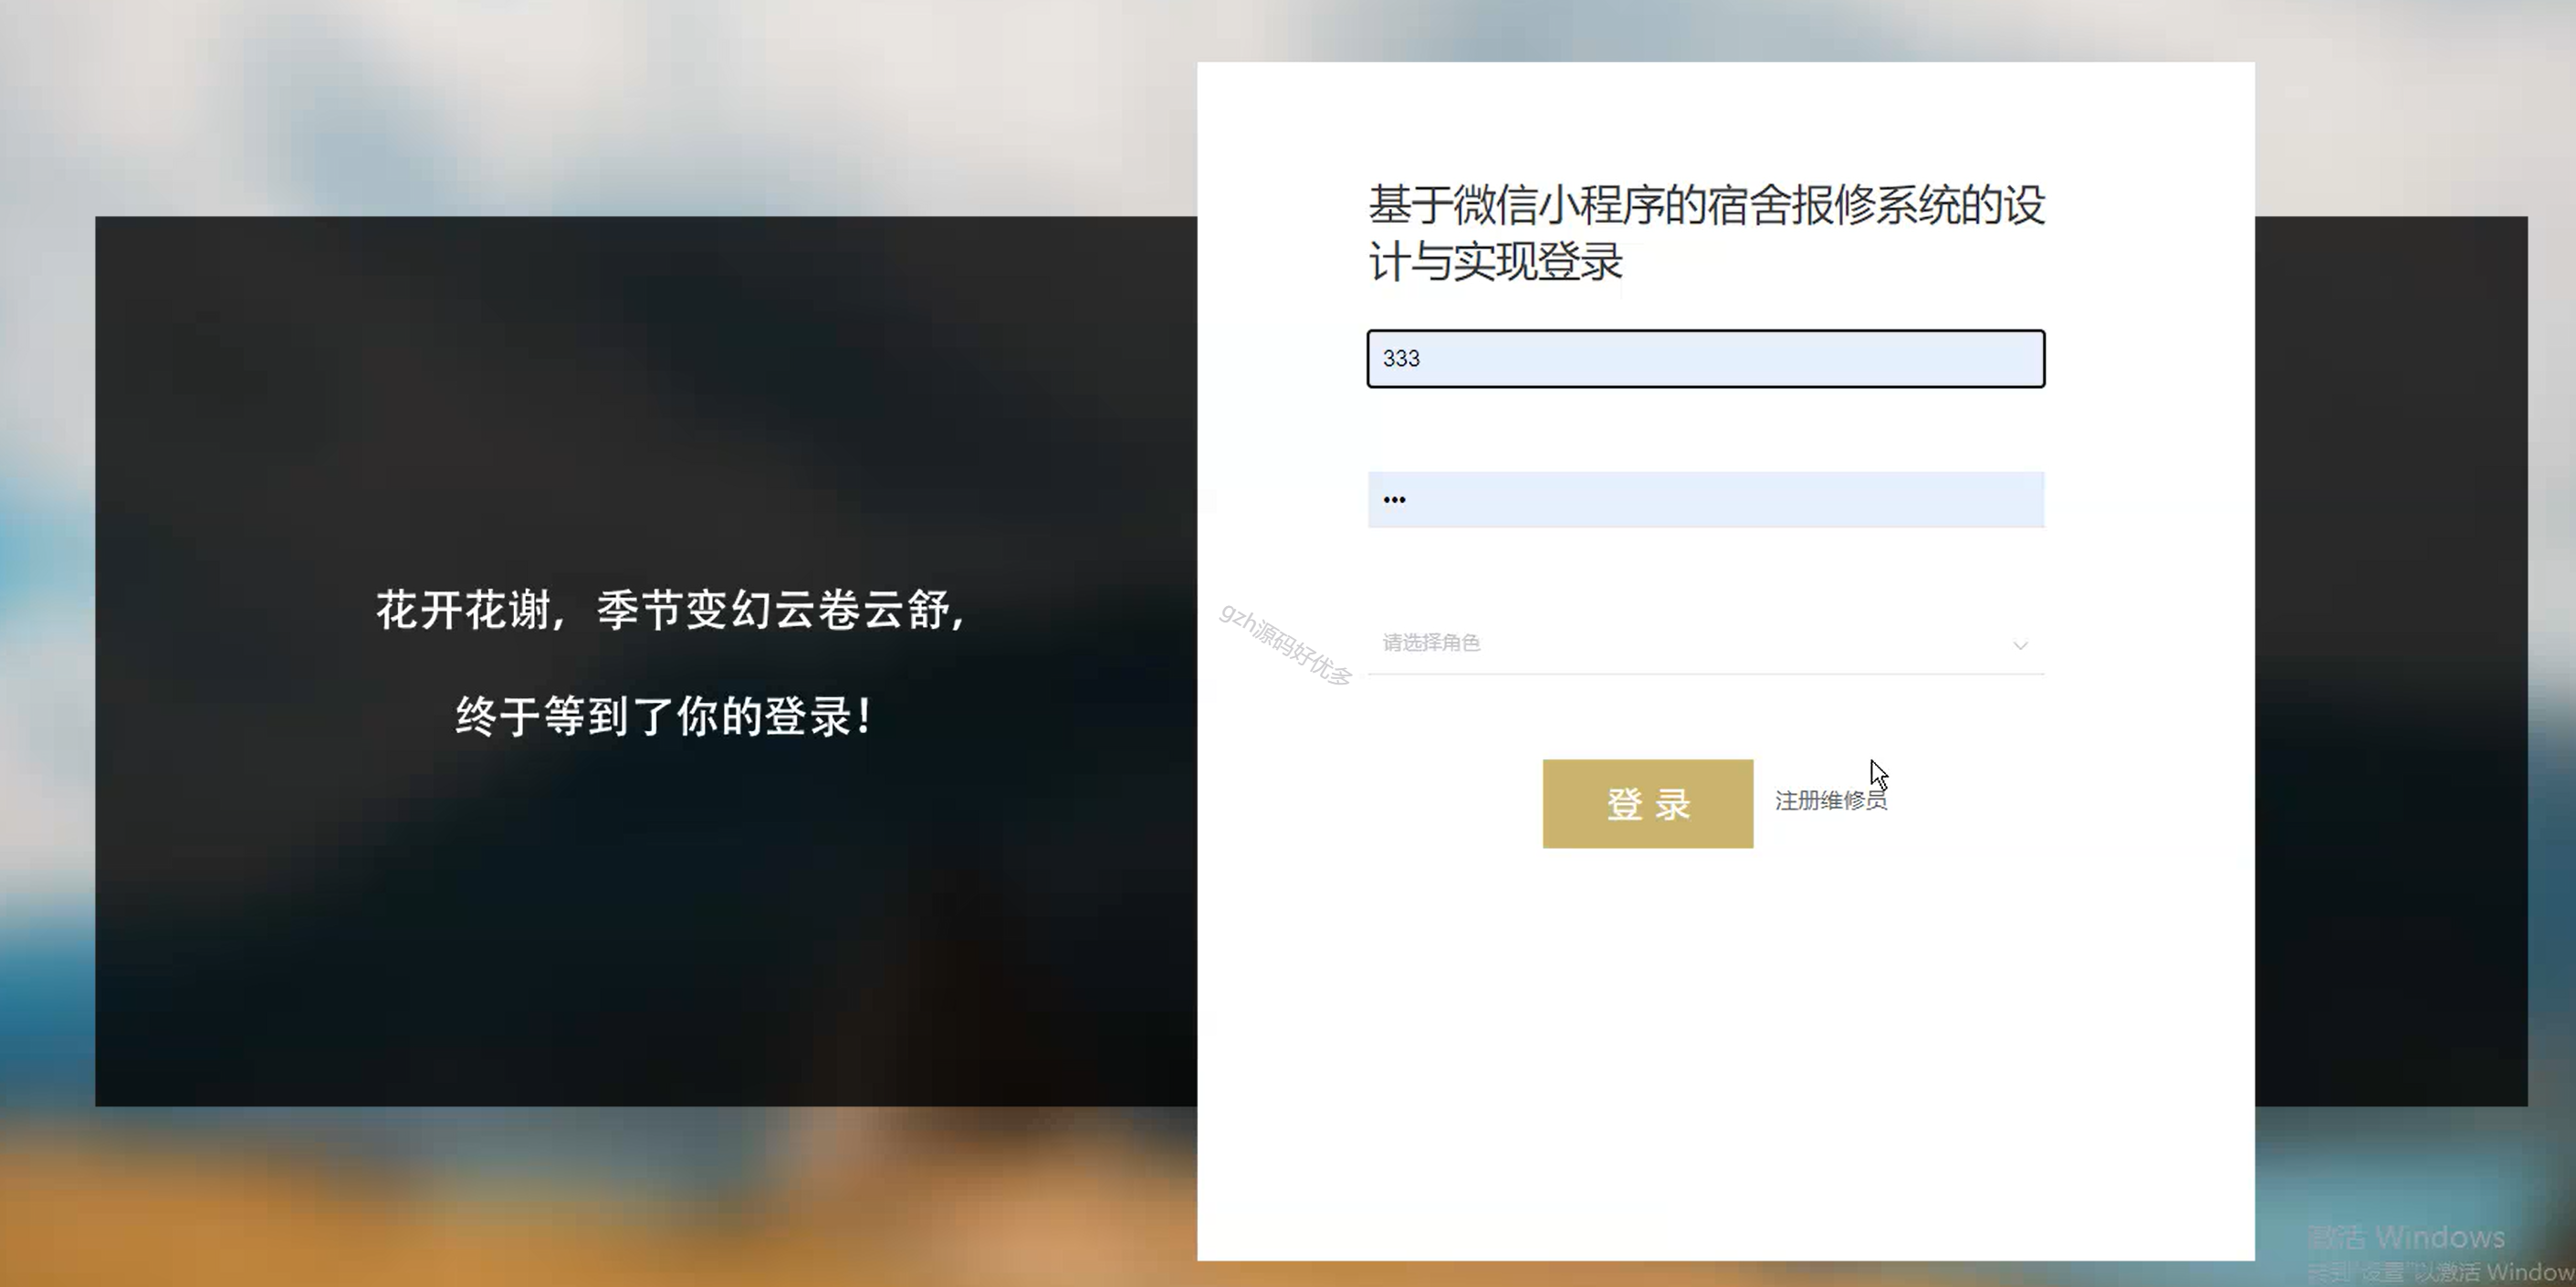 基于微信小程序的宿舍报修系统的设
计与实现登录
333
•••
花开花谢，季节变幻云卷云舒,
终于等到了你的登录！
gzh源码好优多
请选择角色
登 录
注册维修员
激活 Windows
转到"设置"以激活 Window